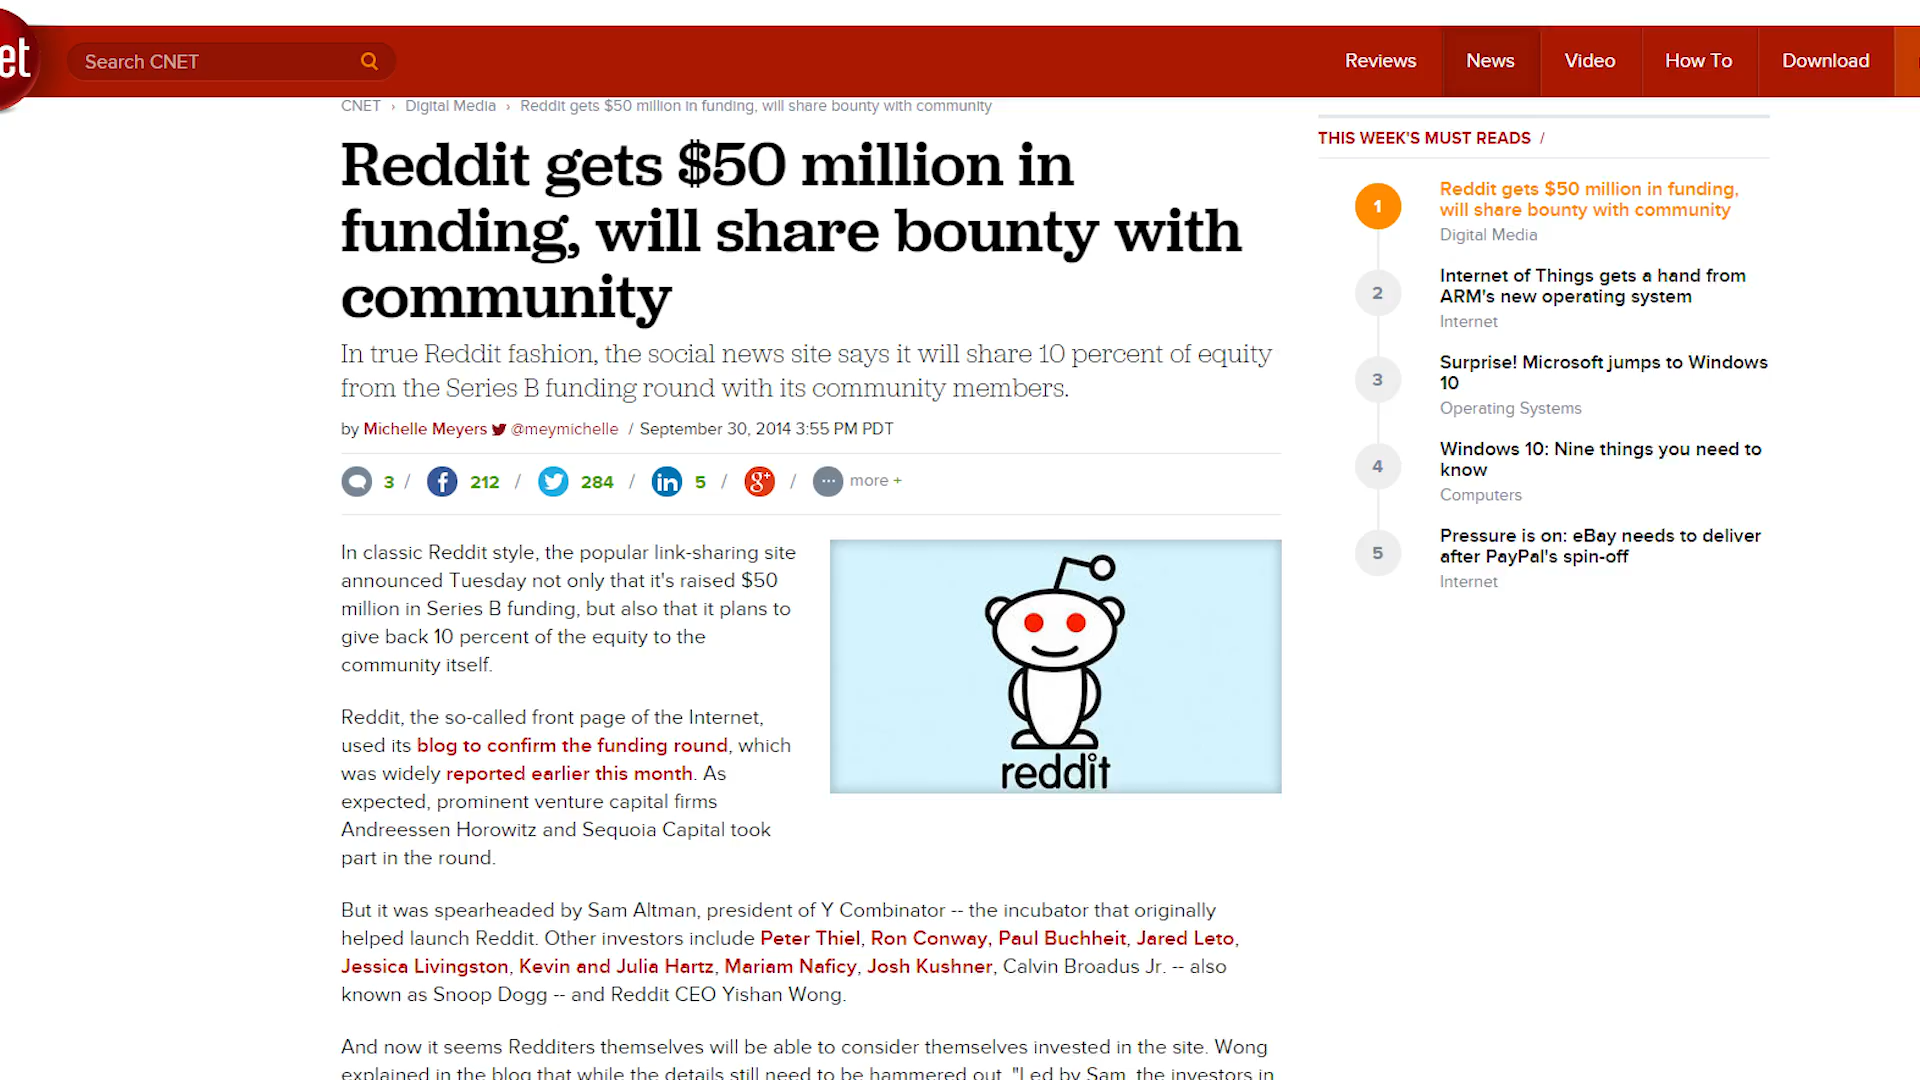 et
Search CNET
Reviews
News
Video
How To
Download
CNET › Digital Media › Reddit gets $50 million in funding, will share bounty with community
Reddit gets $50 million in
funding, will share bounty with
community
In true Reddit fashion, the social news site says it will share 10 percent of equity
from the Series B funding round with its community members.
by Michelle Meyers @meymichelle / September 30, 2014 3:55 PM PDT
3 / f 212 / 284 / in 5 / g+ / ... more +
In classic Reddit style, the popular link-sharing site
announced Tuesday not only that it's raised $50
million in Series B funding, but also that it plans to
give back 10 percent of the equity to the
community itself.
reddit
Reddit, the so-called front page of the Internet,
used its blog to confirm the funding round, which
was widely reported earlier this month. As
expected, prominent venture capital firms
Andreessen Horowitz and Sequoia Capital took
part in the round.
But it was spearheaded by Sam Altman, president of Y Combinator -- the incubator that originally
helped launch Reddit. Other investors include Peter Thiel, Ron Conway, Paul Buchheit, Jared Leto,
Jessica Livingston, Kevin and Julia Hartz, Mariam Naficy, Josh Kushner, Calvin Broadus Jr. -- also
known as Snoop Dogg -- and Reddit CEO Yishan Wong.
And now it seems Redditers themselves will be able to consider themselves invested in the site. Wong
explained in the blog that while the details still need to be hammered out, "Led by Sam, the investors in
THIS WEEK'S MUST READS /
1
Reddit gets $50 million in funding,
will share bounty with community
Digital Media
2
Internet of Things gets a hand from
ARM's new operating system
Internet
3
Surprise! Microsoft jumps to Windows
10
Operating Systems
4
Windows 10: Nine things you need to
know
Computers
5
Pressure is on: eBay needs to deliver
after PayPal's spin-off
Internet